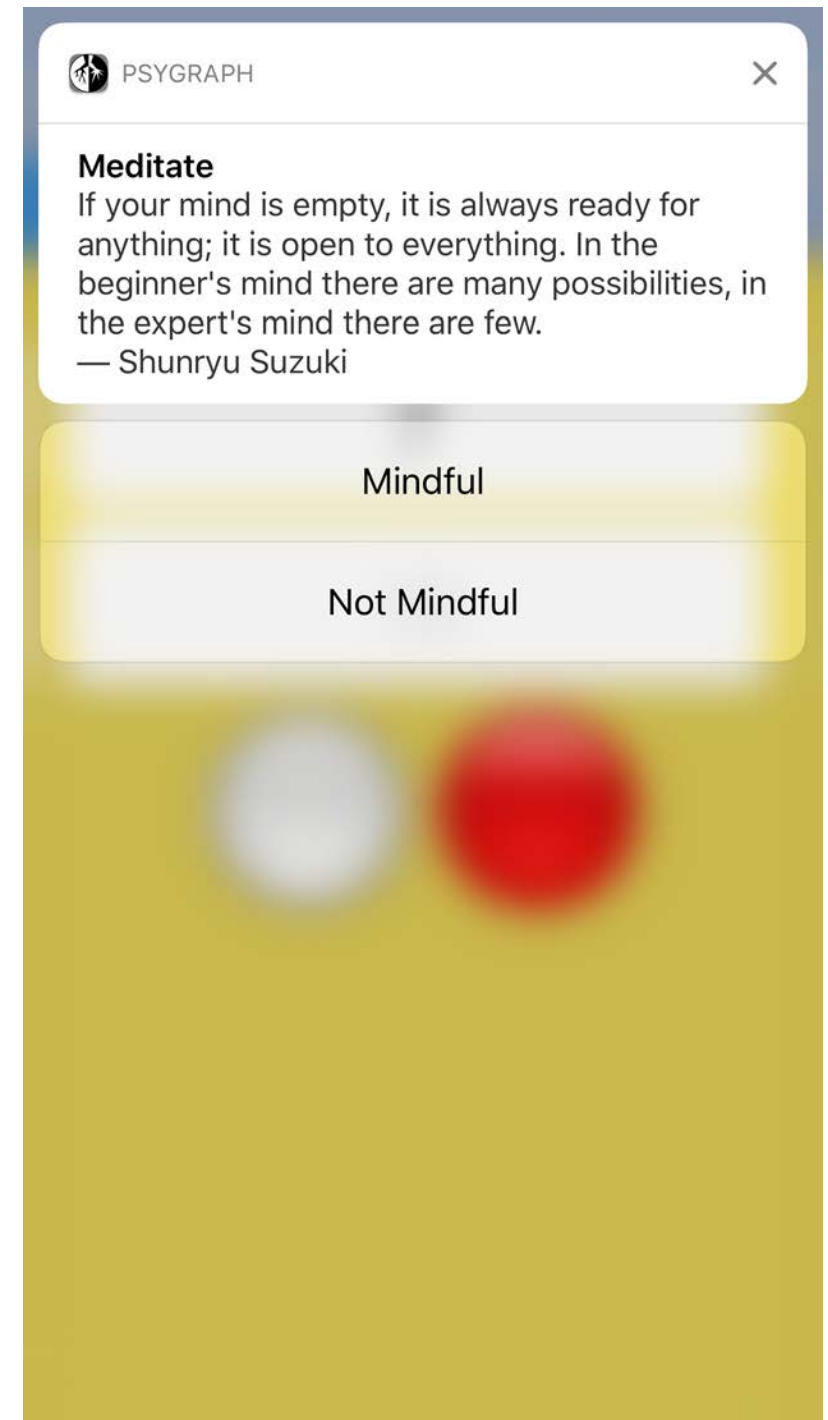 PSYGRAPH
Meditate
If your mind is empty, it is always ready for
anything; it is open to everything. In the
beginner's mind there are many possibilities, in
the expert's mind there are few.
— Shunryu Suzuki
Mindful
Not Mindful